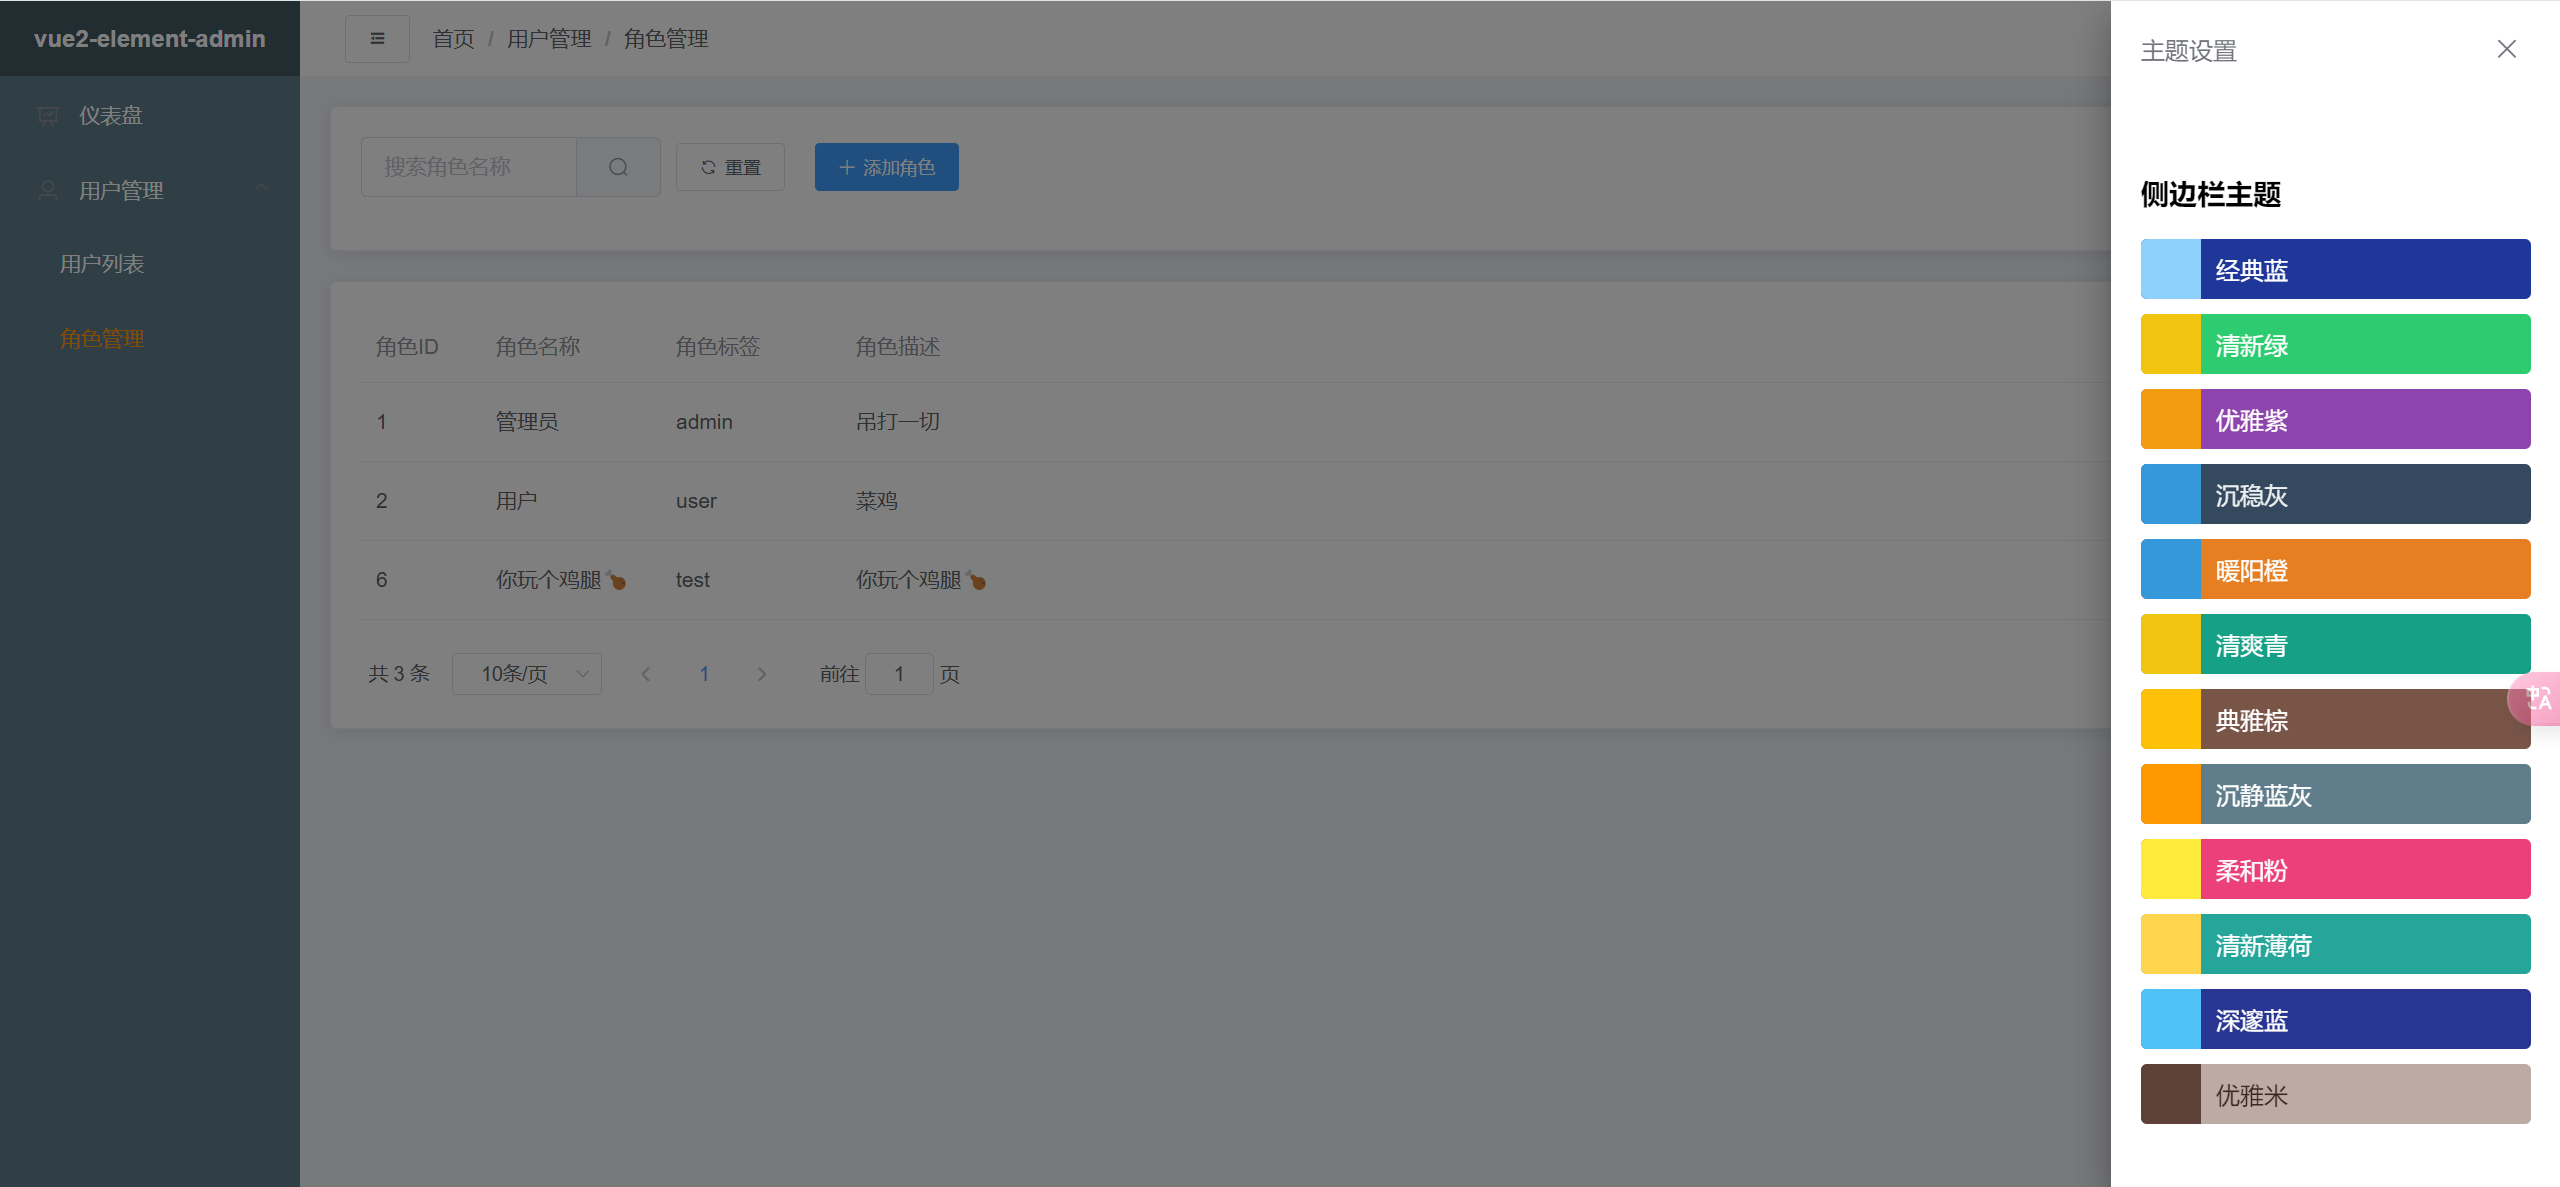 vue2-element-admin
首页 / 用户管理 / 角色管理
仪表盘
用户管理
用户列表
角色管理
搜索角色名称
重置
添加角色
角色ID 角色名称 角色标签 角色描述
1 管理员 admin 吊打一切
2 用户 user 菜鸡
6 你玩个鸡腿🍗 test 你玩个鸡腿🍗
共 3 条 10条/页 1 前往 1 页
主题设置
侧边栏主题
经典蓝
清新绿
优雅紫
沉稳灰
暖阳橙
清爽青
典雅棕
沉静蓝灰
柔和粉
清新薄荷
深邃蓝
优雅米
中A